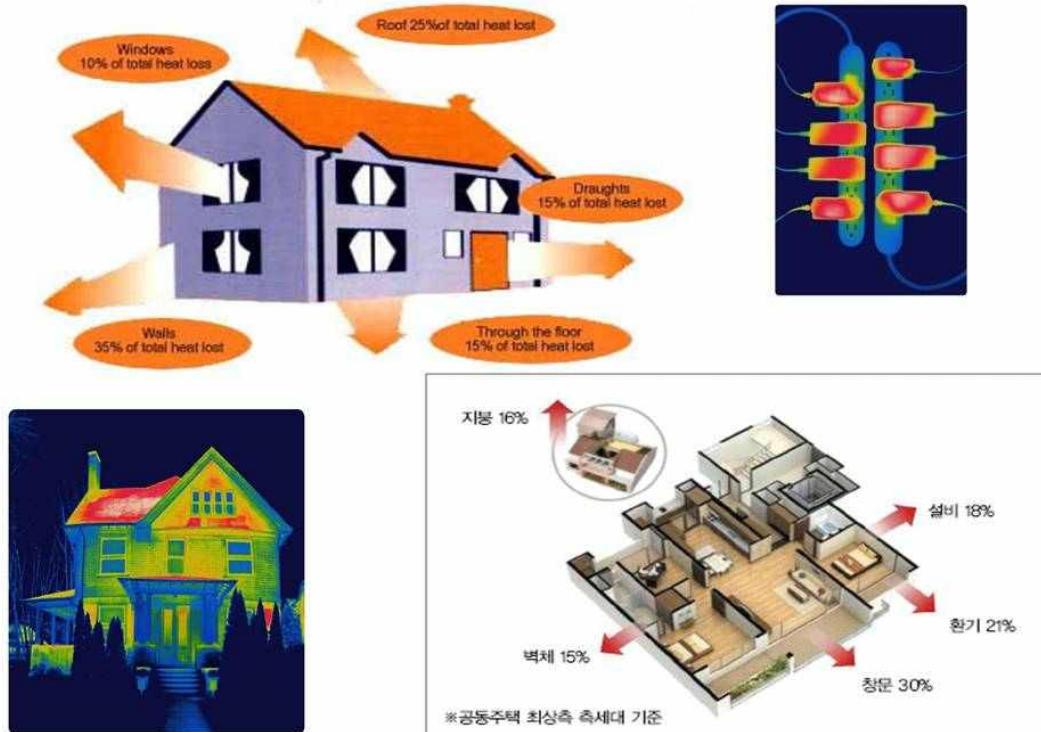 Roof 25%of total heat lost
Windows
10% of total heat loss
Draughts
15% of total heat lost
Walls
35% of total heat lost
Through the floor
15% of total heat lost
지붕 16%
설비 18%
환기 21%
벽체 15%
창문 30%
※공동주택 최상측 측세대 기준